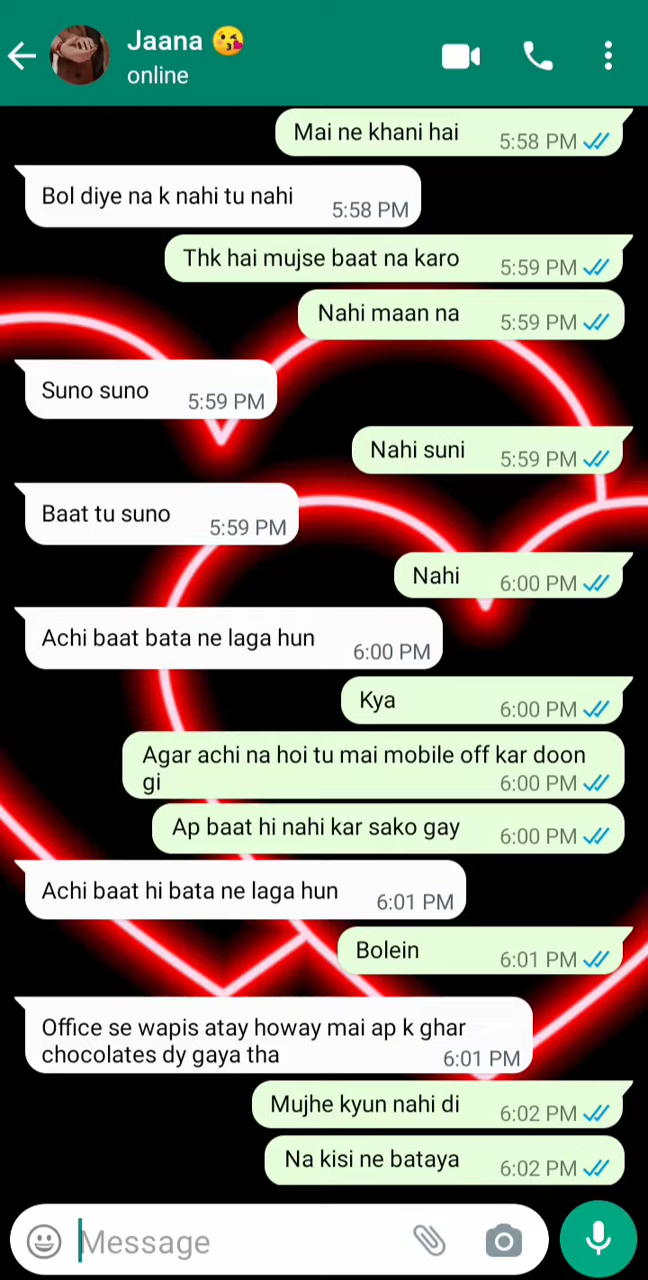 Jaana 😘
online
Mai ne khani hai 5:58 PM
Bol diye na k nahi tu nahi 5:58 PM
Thk hai mujse baat na karo 5:59 PM
Nahi maan na 5:59 PM
Suno suno 5:59 PM
Nahi suni 5:59 PM
Baat tu suno 5:59 PM
Nahi 6:00 PM
Achi baat bata ne laga hun 6:00 PM
Kya 6:00 PM
Agar achi na hoi tu mai mobile off kar doon
gi 6:00 PM
Ap baat hi nahi kar sako gay 6:00 PM
Achi baat hi bata ne laga hun 6:01 PM
Bolein 6:01 PM
Office se wapis atay howay mai ap k ghar
chocolates dy gaya tha 6:01 PM
Mujhe kyun nahi di 6:02 PM
Na kisi ne bataya 6:02 PM
Message